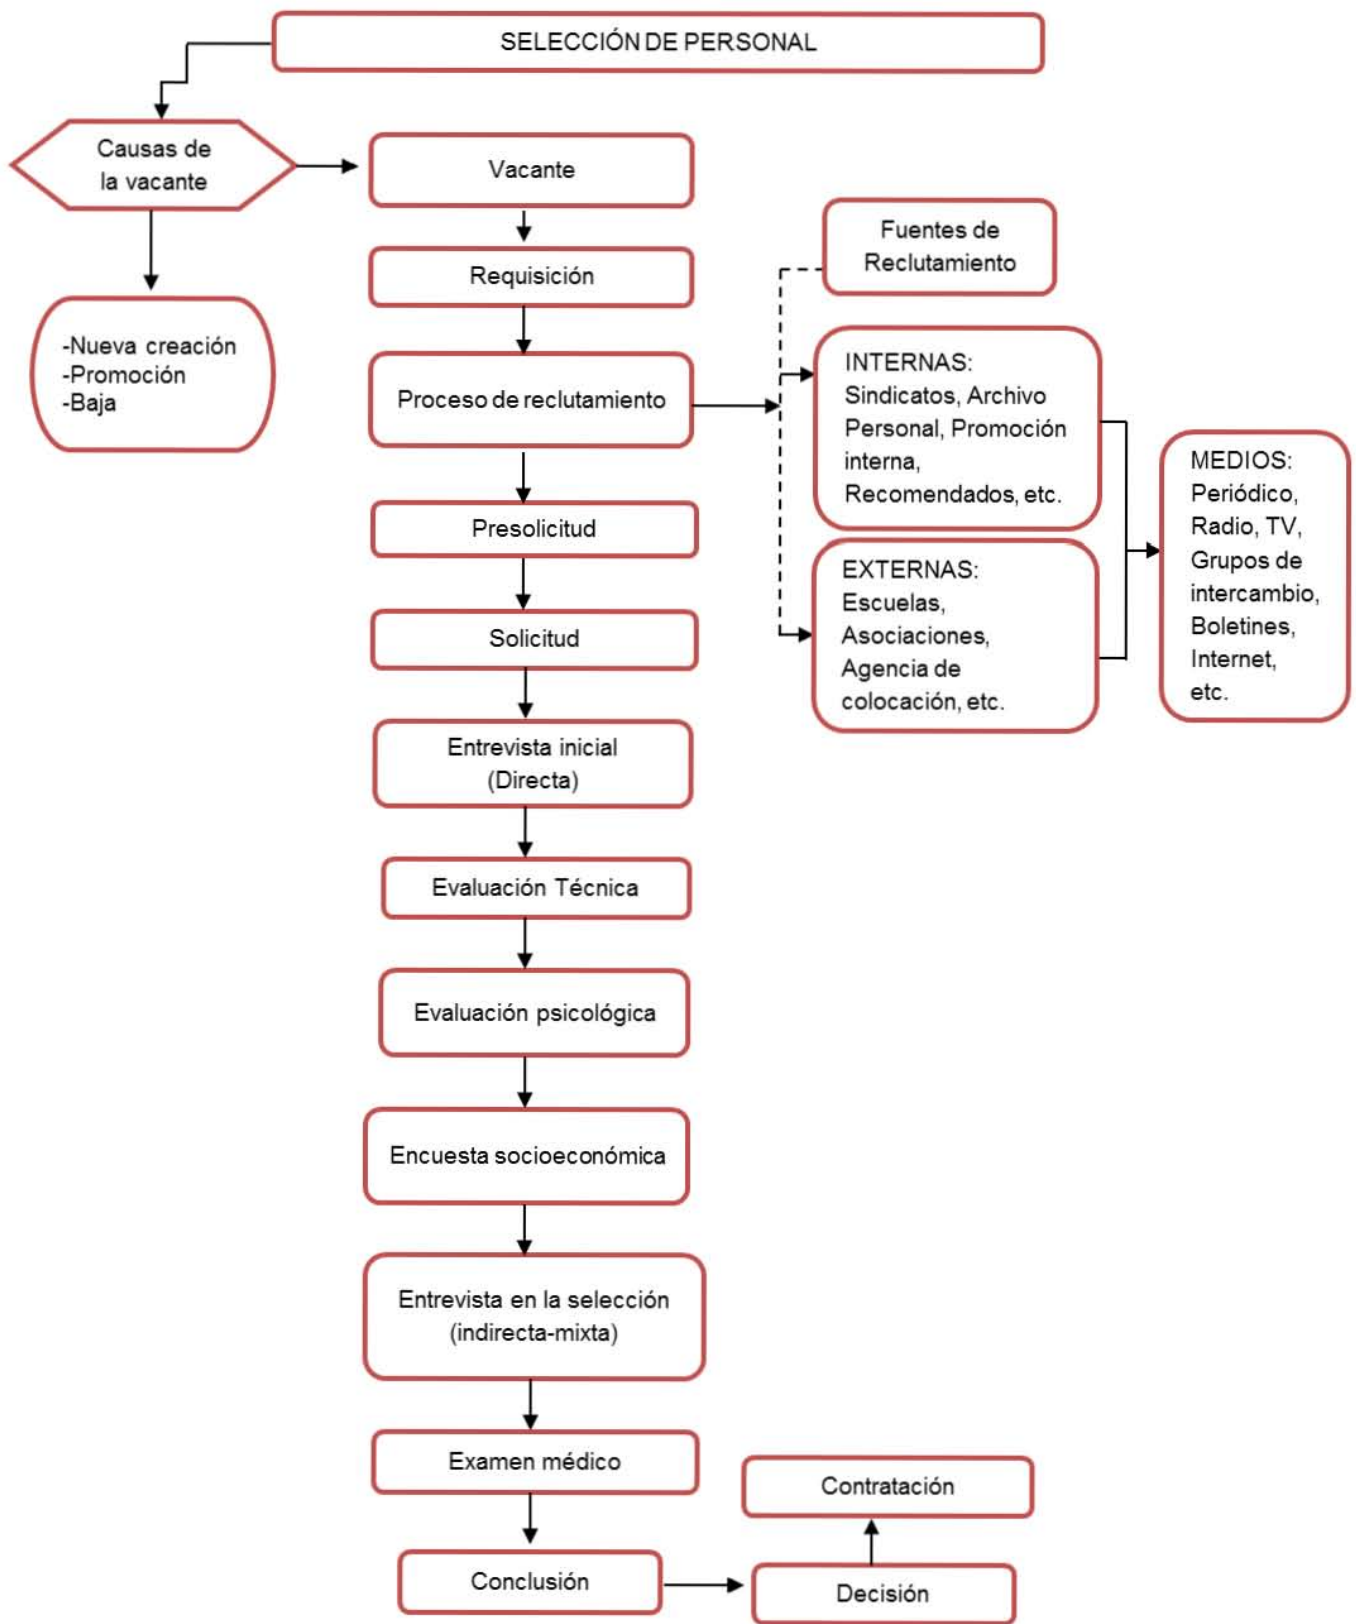 SELECCIÓN DE PERSONAL
Causas de
la vacante
-Nueva creación
-Promoción
-Baja
Vacante
Requisición
Proceso de reclutamiento
Fuentes de
Reclutamiento
INTERNAS:
Sindicatos, Archivo
Personal, Promoción
interna,
Recomendados, etc.
EXTERNAS:
Escuelas,
Asociaciones,
Agencia de
colocación, etc.
MEDIOS:
Periódico,
Radio, TV,
Grupos de
intercambio,
Boletines,
Internet,
etc.
Presolicitud
Solicitud
Entrevista inicial
(Directa)
Evaluación Técnica
Evaluación psicológica
Encuesta socioeconómica
Entrevista en la selección
(indirecta-mixta)
Examen médico
Conclusión
Decisión
Contratación